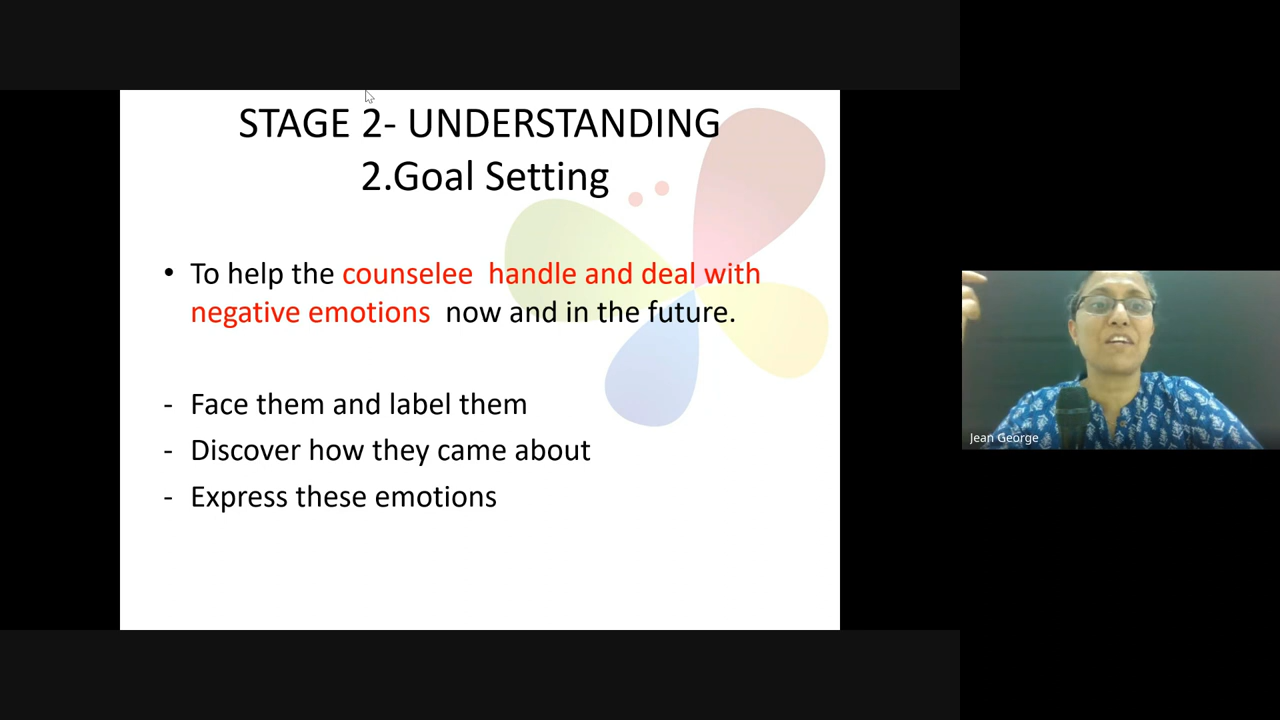 STAGE 2- UNDERSTANDING
2.Goal Setting
• To help the counselee  handle and deal with
negative emotions  now and in the future.
- Face them and label them
- Discover how they came about
- Express these emotions
Jean George